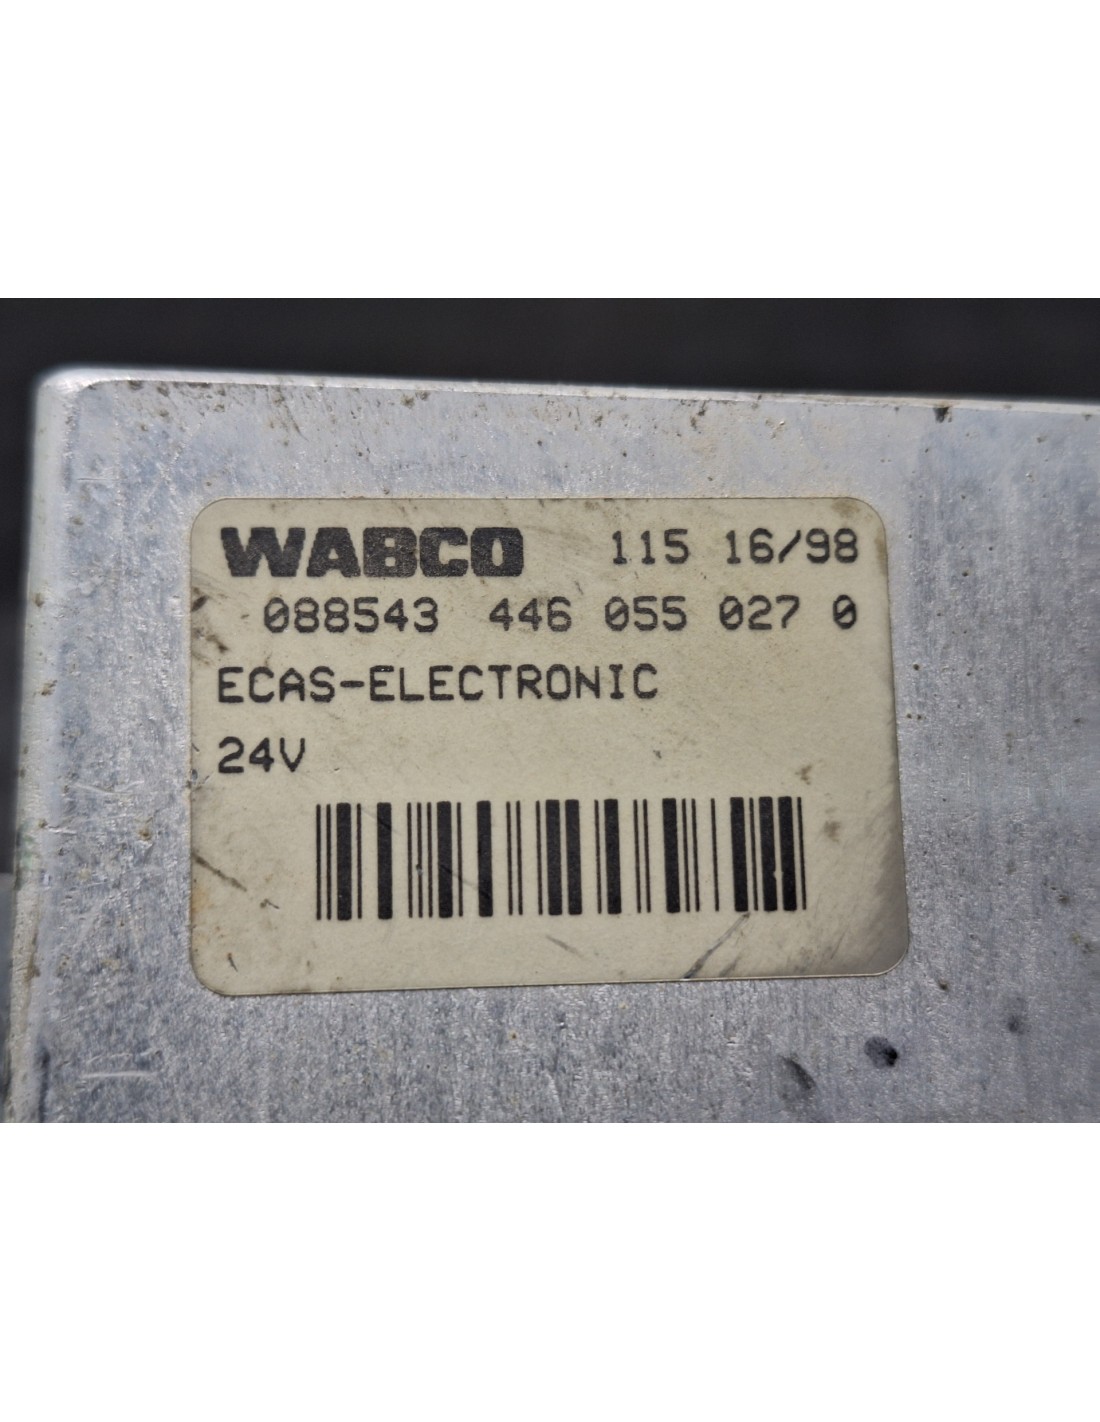 WABCO 115 16/98
088543 446 055 027 0
ECAS-ELECTRONIC
24V